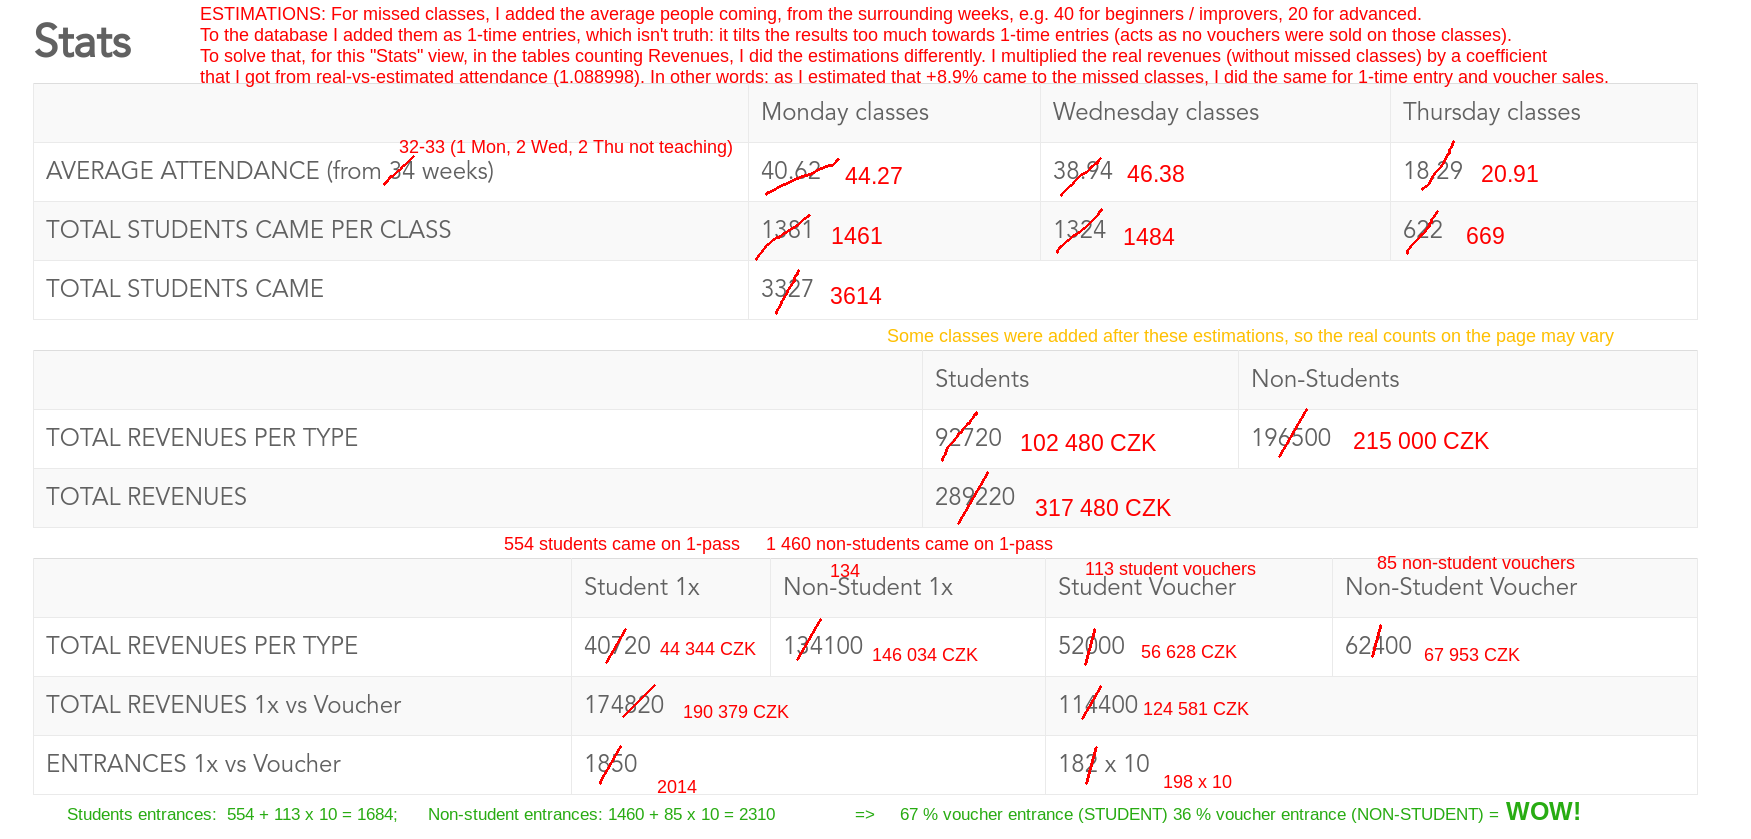 ESTIMATIONS: For missed classes, I added the average people coming, from the surrounding weeks, e.g. 40 for beginners / improvers, 20 for advanced.
Stats
To the database I added them as 1-time entries, which isn't truth: it tilts the results too much towards 1-time entries (acts as no vouchers were sold on those classes).
To solve that, for this "Stats" view, in the tables counting Revenues, I did the estimations differently. I multiplied the real revenues (without missed classes) by a coefficient
that I got from real-vs-estimated attendance (1.088998). In other words: as I estimated that +8.9% came to the missed classes, I did the same for 1-time entry and voucher sales.
Monday classes Wednesday classes Thursday classes
32-33 (1 Mon, 2 Wed, 2 Thu not teaching)
AVERAGE ATTENDANCE (from 34 weeks) 40.62 44.27 38.94 46.38 18.29 20.91
TOTAL STUDENTS CAME PER CLASS 1381 1461 1324 1484 622 669
TOTAL STUDENTS CAME 3327 3614
Some classes were added after these estimations, so the real counts on the page may vary
Students Non-Students
TOTAL REVENUES PER TYPE 92720 102 480 CZK 196500 215 000 CZK
TOTAL REVENUES 289220 317 480 CZK
554 students came on 1-pass 1 460 non-students came on 1-pass
134 113 student vouchers 85 non-student vouchers
Student 1x Non-Student 1x Student Voucher Non-Student Voucher
TOTAL REVENUES PER TYPE 40720 44 344 CZK 134100 146 034 CZK 52000 56 628 CZK 62400 67 953 CZK
TOTAL REVENUES 1x vs Voucher 174820 190 379 CZK 114400 124 581 CZK
ENTRANCES 1x vs Voucher 1850 2014 182 x 10 198 x 10
Students entrances: 554 + 113 x 10 = 1684; Non-student entrances: 1460 + 85 x 10 = 2310 => 67 % voucher entrance (STUDENT) 36 % voucher entrance (NON-STUDENT) = WOW!